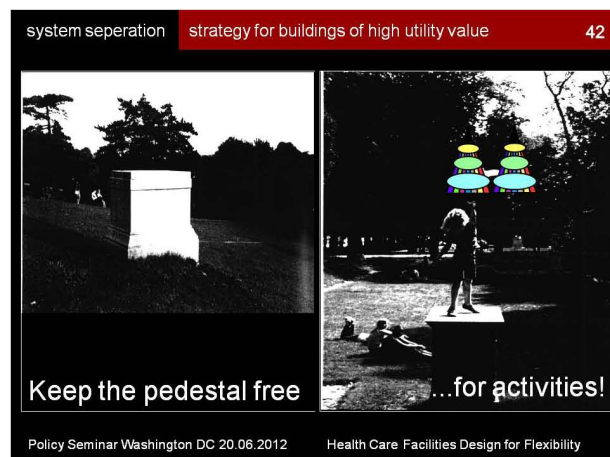 system seperation
strategy for buildings of high utility value
42
Keep the pedestal free
...for activities!
Policy Seminar Washington DC 20.06.2012
Health Care Facilities Design for Flexibility